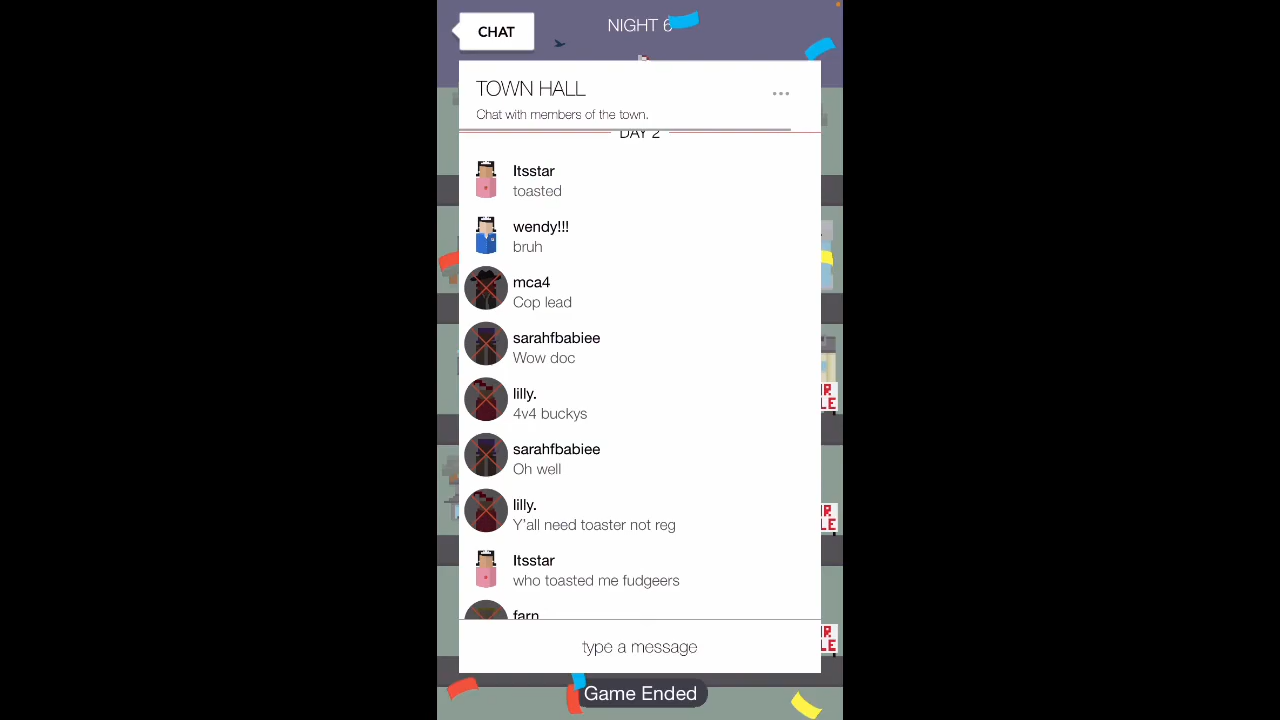 CHAT
NIGHT 6
TOWN HALL
Chat with members of the town.
DAY 2
Itsstar
toasted
wendy!!!
bruh
mca4
Cop lead
sarahfbabiee
Wow doc
lilly.
4v4 buckys
sarahfbabiee
Oh well
lilly.
Y'all need toaster not reg
Itsstar
who toasted me fudgeers
farn
type a message
Game Ended